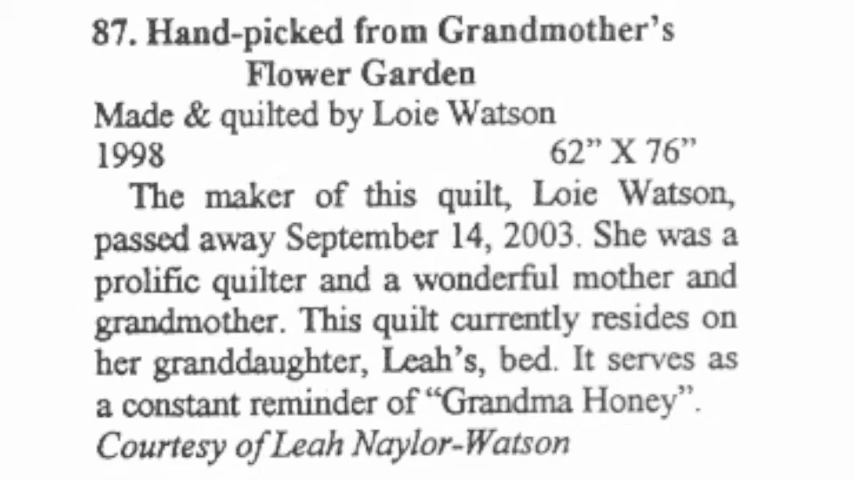 87. Hand-picked from Grandmother's
Flower Garden
Made & quilted by Loie Watson
1998 62” X 76”
The maker of this quilt, Loie Watson,
passed away September 14, 2003. She was a
prolific quilter and a wonderful mother and
grandmother. This quilt currently resides on
her granddaughter, Leah's, bed. It serves as
a constant reminder of “Grandma Honey”.
Courtesy of Leah Naylor-Watson